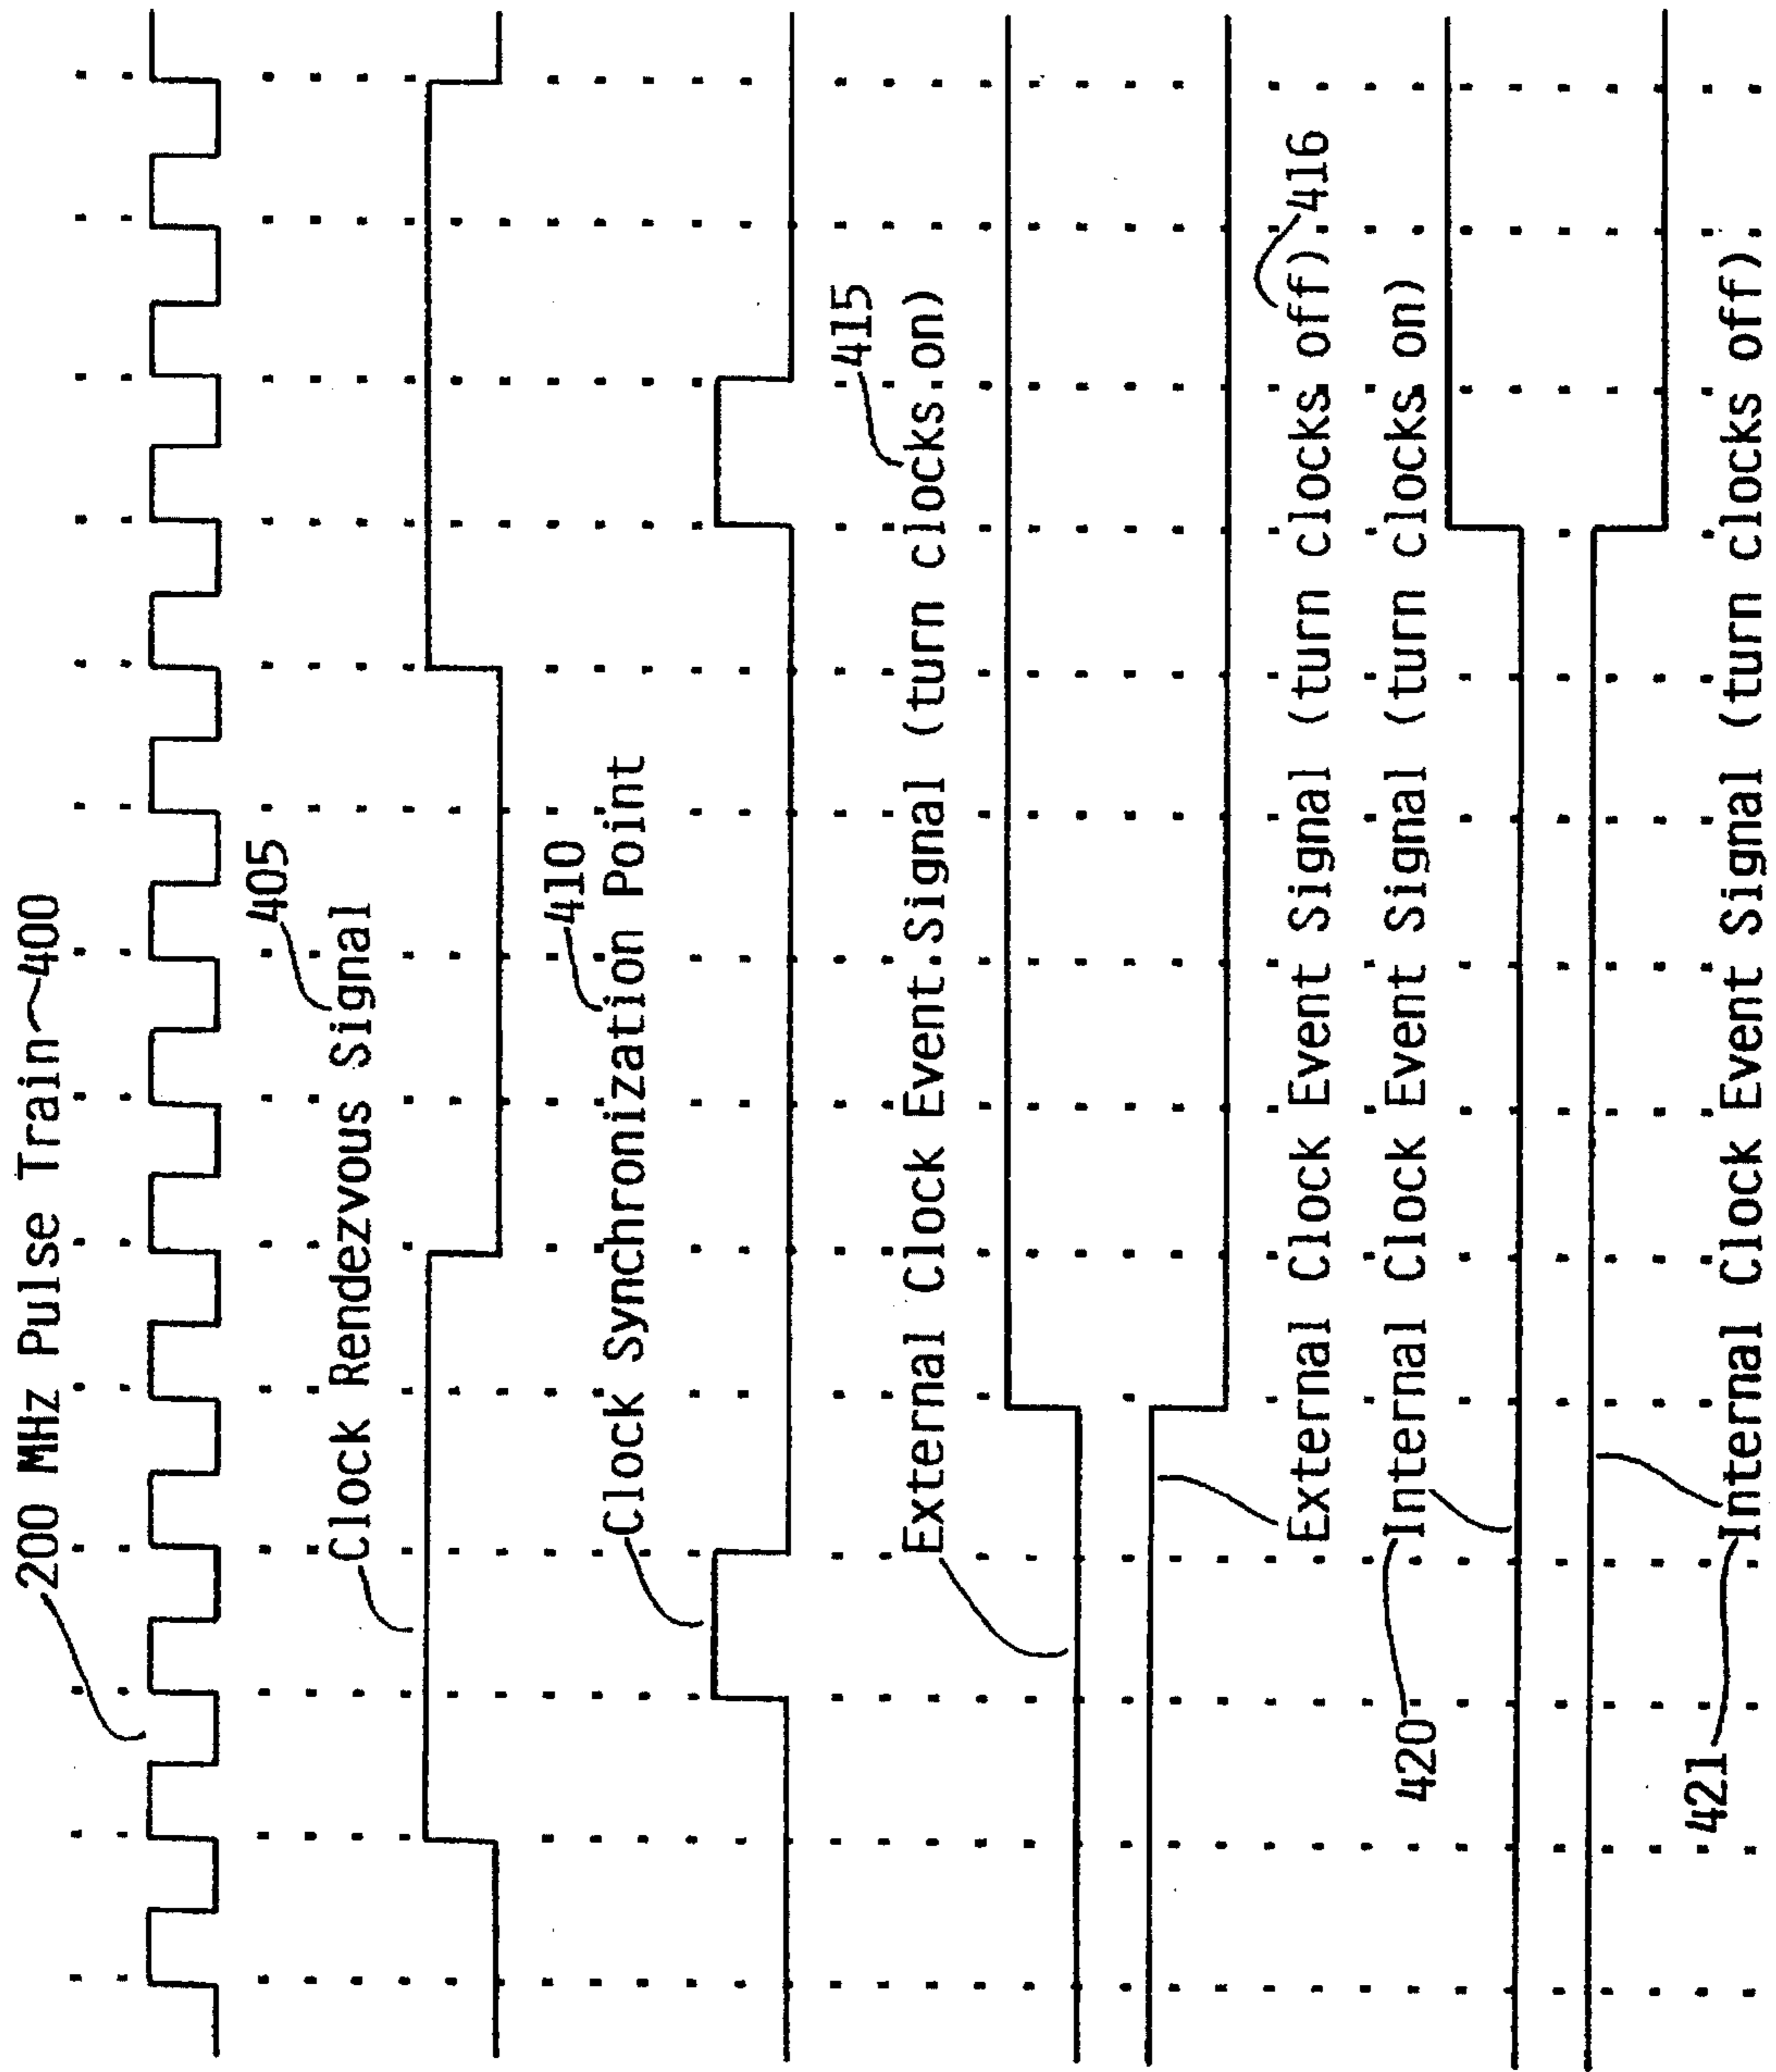 200 MHz Pulse Train 400
405
Clock Rendezvous Signal
410
Clock Synchronization Point
415
External Clock Event Signal (turn clocks on)
External Clock Event Signal (turn clocks off) 416
420 Internal Clock Event Signal (turn clocks on)
421 Internal Clock Event Signal (turn clocks off)